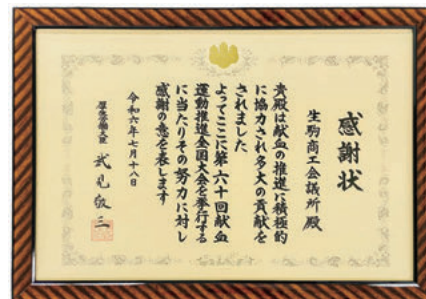 感謝状
生駒商工会議所殿
貴殿は献血の推進に積極的
に協力され多大の貢献を
されました
よってここに第六十回献血
運動推進全国大会を挙行する
に当たりその努力に対し
感謝の意を表します
令和六年七月十八日
厚生労働大臣 武見敬三